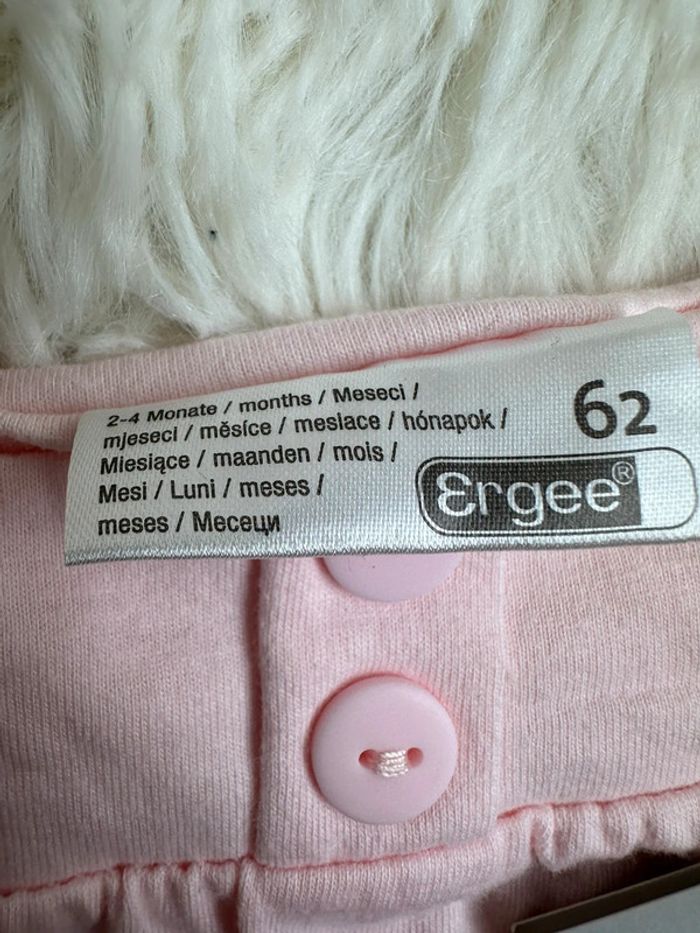 2-4 Monate / months / Meseci /
mjeseci / měsíce / mesiace / hónapok /
Miesiące / maanden / mois /
Mesi / Luni / meses /
meses / Месеци
62
Ergee®